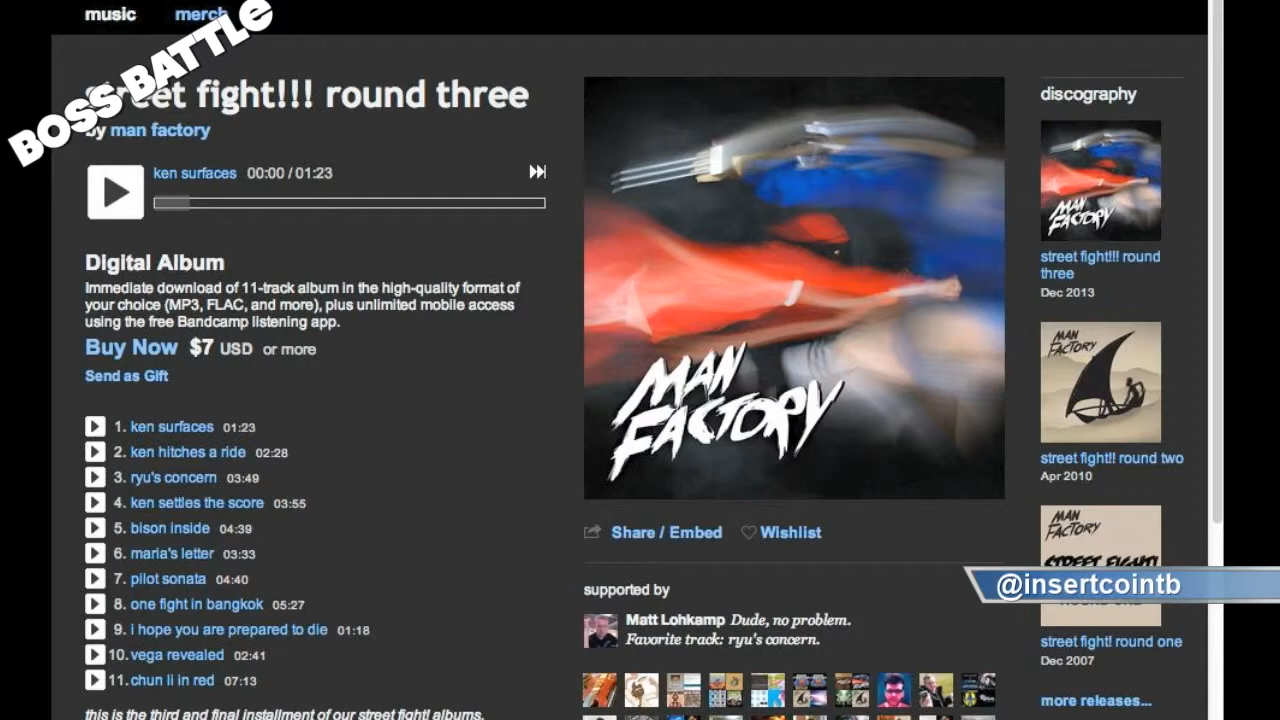 music
merch
BOSS BATTLE
street fight!!! round three
by man factory
ken surfaces 00:00 / 01:23
Digital Album
Immediate download of 11-track album in the high-quality format of
your choice (MP3, FLAC, and more), plus unlimited mobile access
using the free Bandcamp listening app.
Buy Now $7 USD or more
Send as Gift
1. ken surfaces 01:23
2. ken hitches a ride 02:28
3. ryu's concern 03:49
4. ken settles the score 03:55
5. bison inside 04:39
6. maria's letter 03:33
7. pilot sonata 04:40
8. one fight in bangkok 05:27
9. i hope you are prepared to die 01:18
10. vega revealed 02:41
11. chun li in red 07:13
this is the third and final installment of our street fight! albums.
MAN
FACTORY
Share / Embed
Wishlist
supported by
Matt Lohkamp Dude, no problem.
Favorite track: ryu's concern.
discography
MAN
FACTORY
street fight!!! round
three
Dec 2013
MAN
FACTORY
street fight!! round two
Apr 2010
MAN
FACTORY
STREET FIGHT!
@insertcointb
street fight! round one
Dec 2007
more releases...